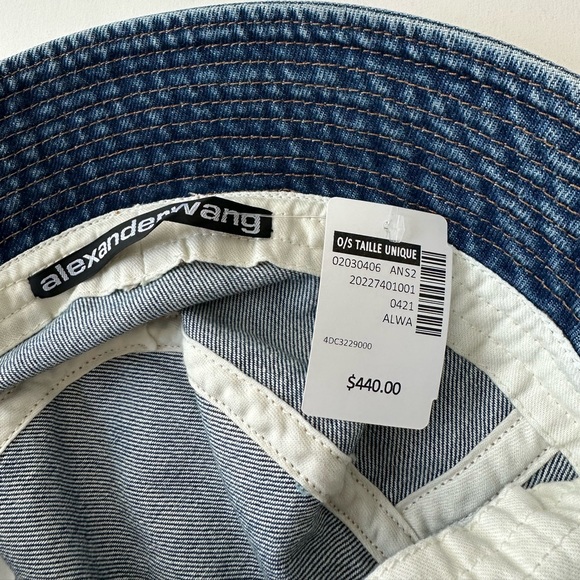 alexanderwang
O/S TAILLE UNIQUE
02030406 ANS2
20227401001
0421
ALWA
4DC3229000
$440.00